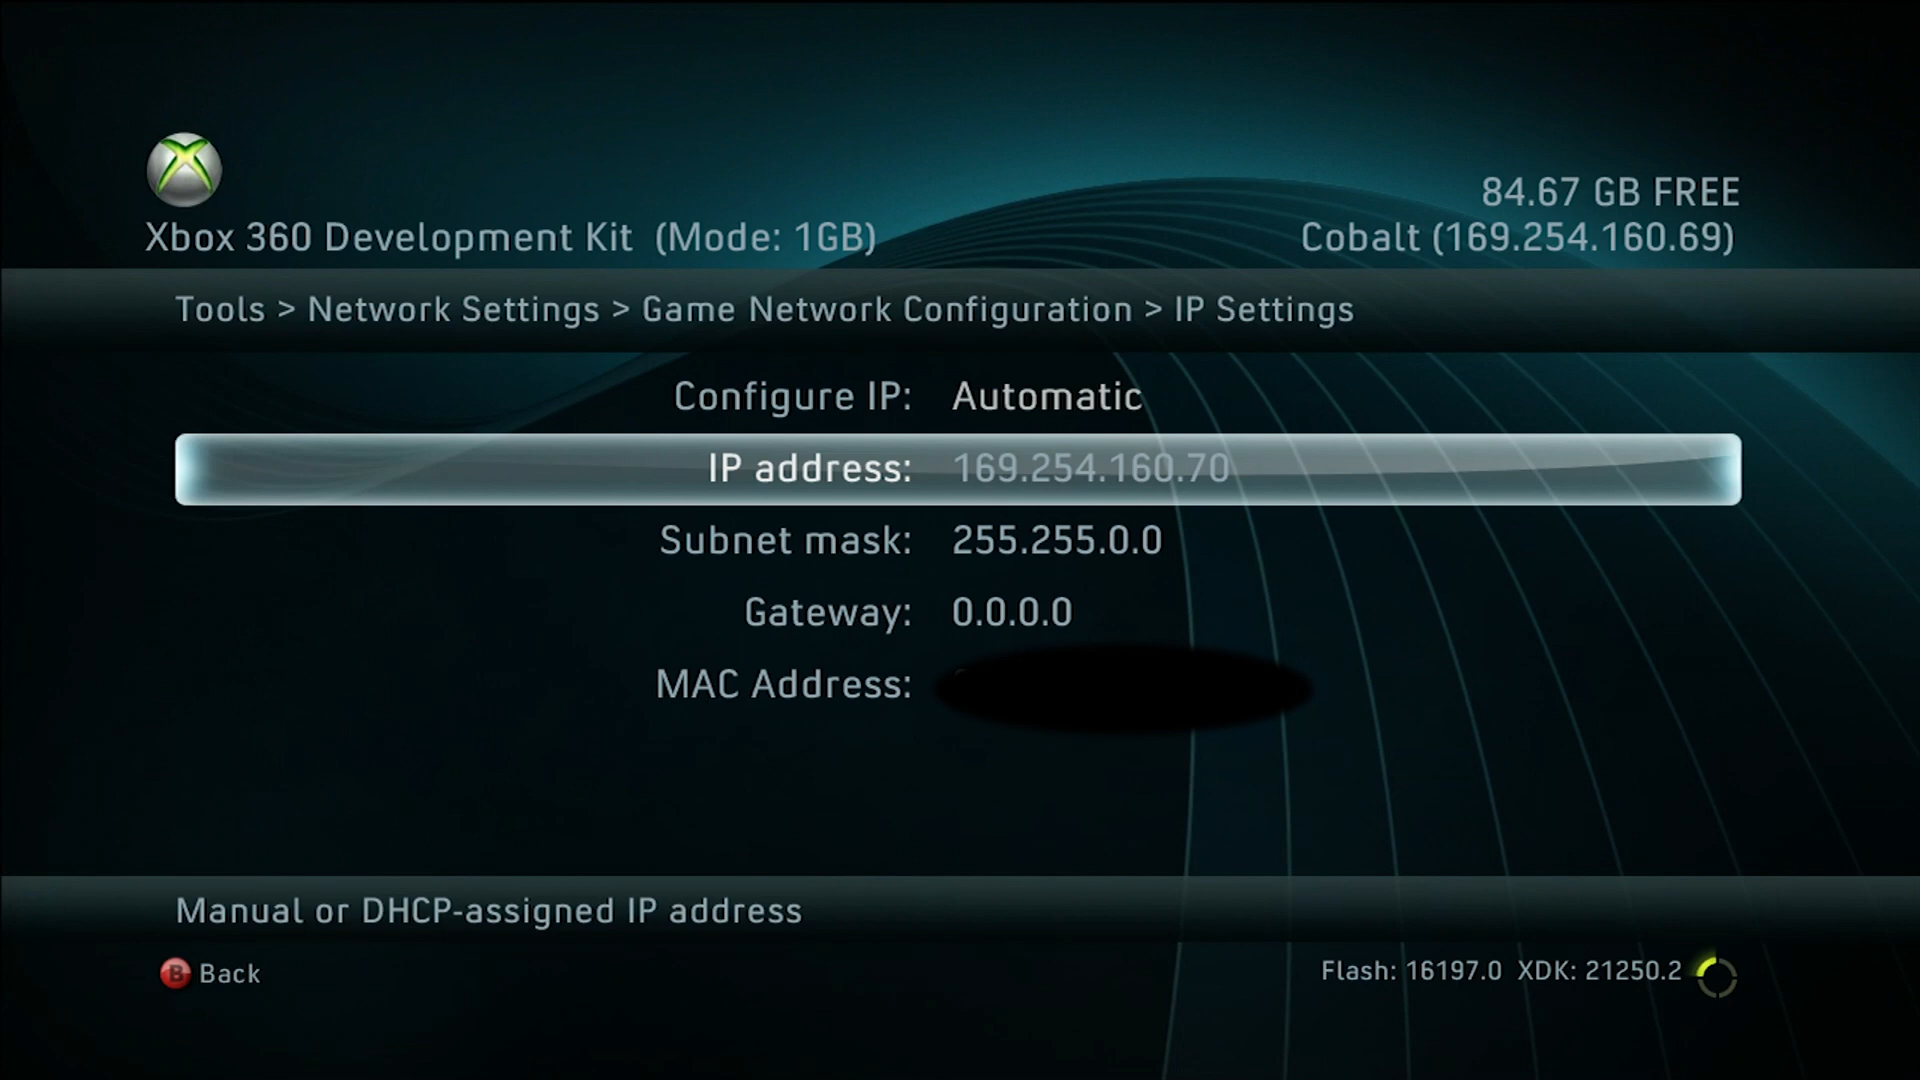 84.67 GB FREE
Xbox 360 Development Kit (Mode: 1GB)
Cobalt (169.254.160.69)
Tools > Network Settings > Game Network Configuration > IP Settings
Configure IP: Automatic
IP address: 169.254.160.70
Subnet mask: 255.255.0.0
Gateway: 0.0.0.0
MAC Address:
Manual or DHCP-assigned IP address
B Back
Flash: 16197.0 XDK: 21250.2